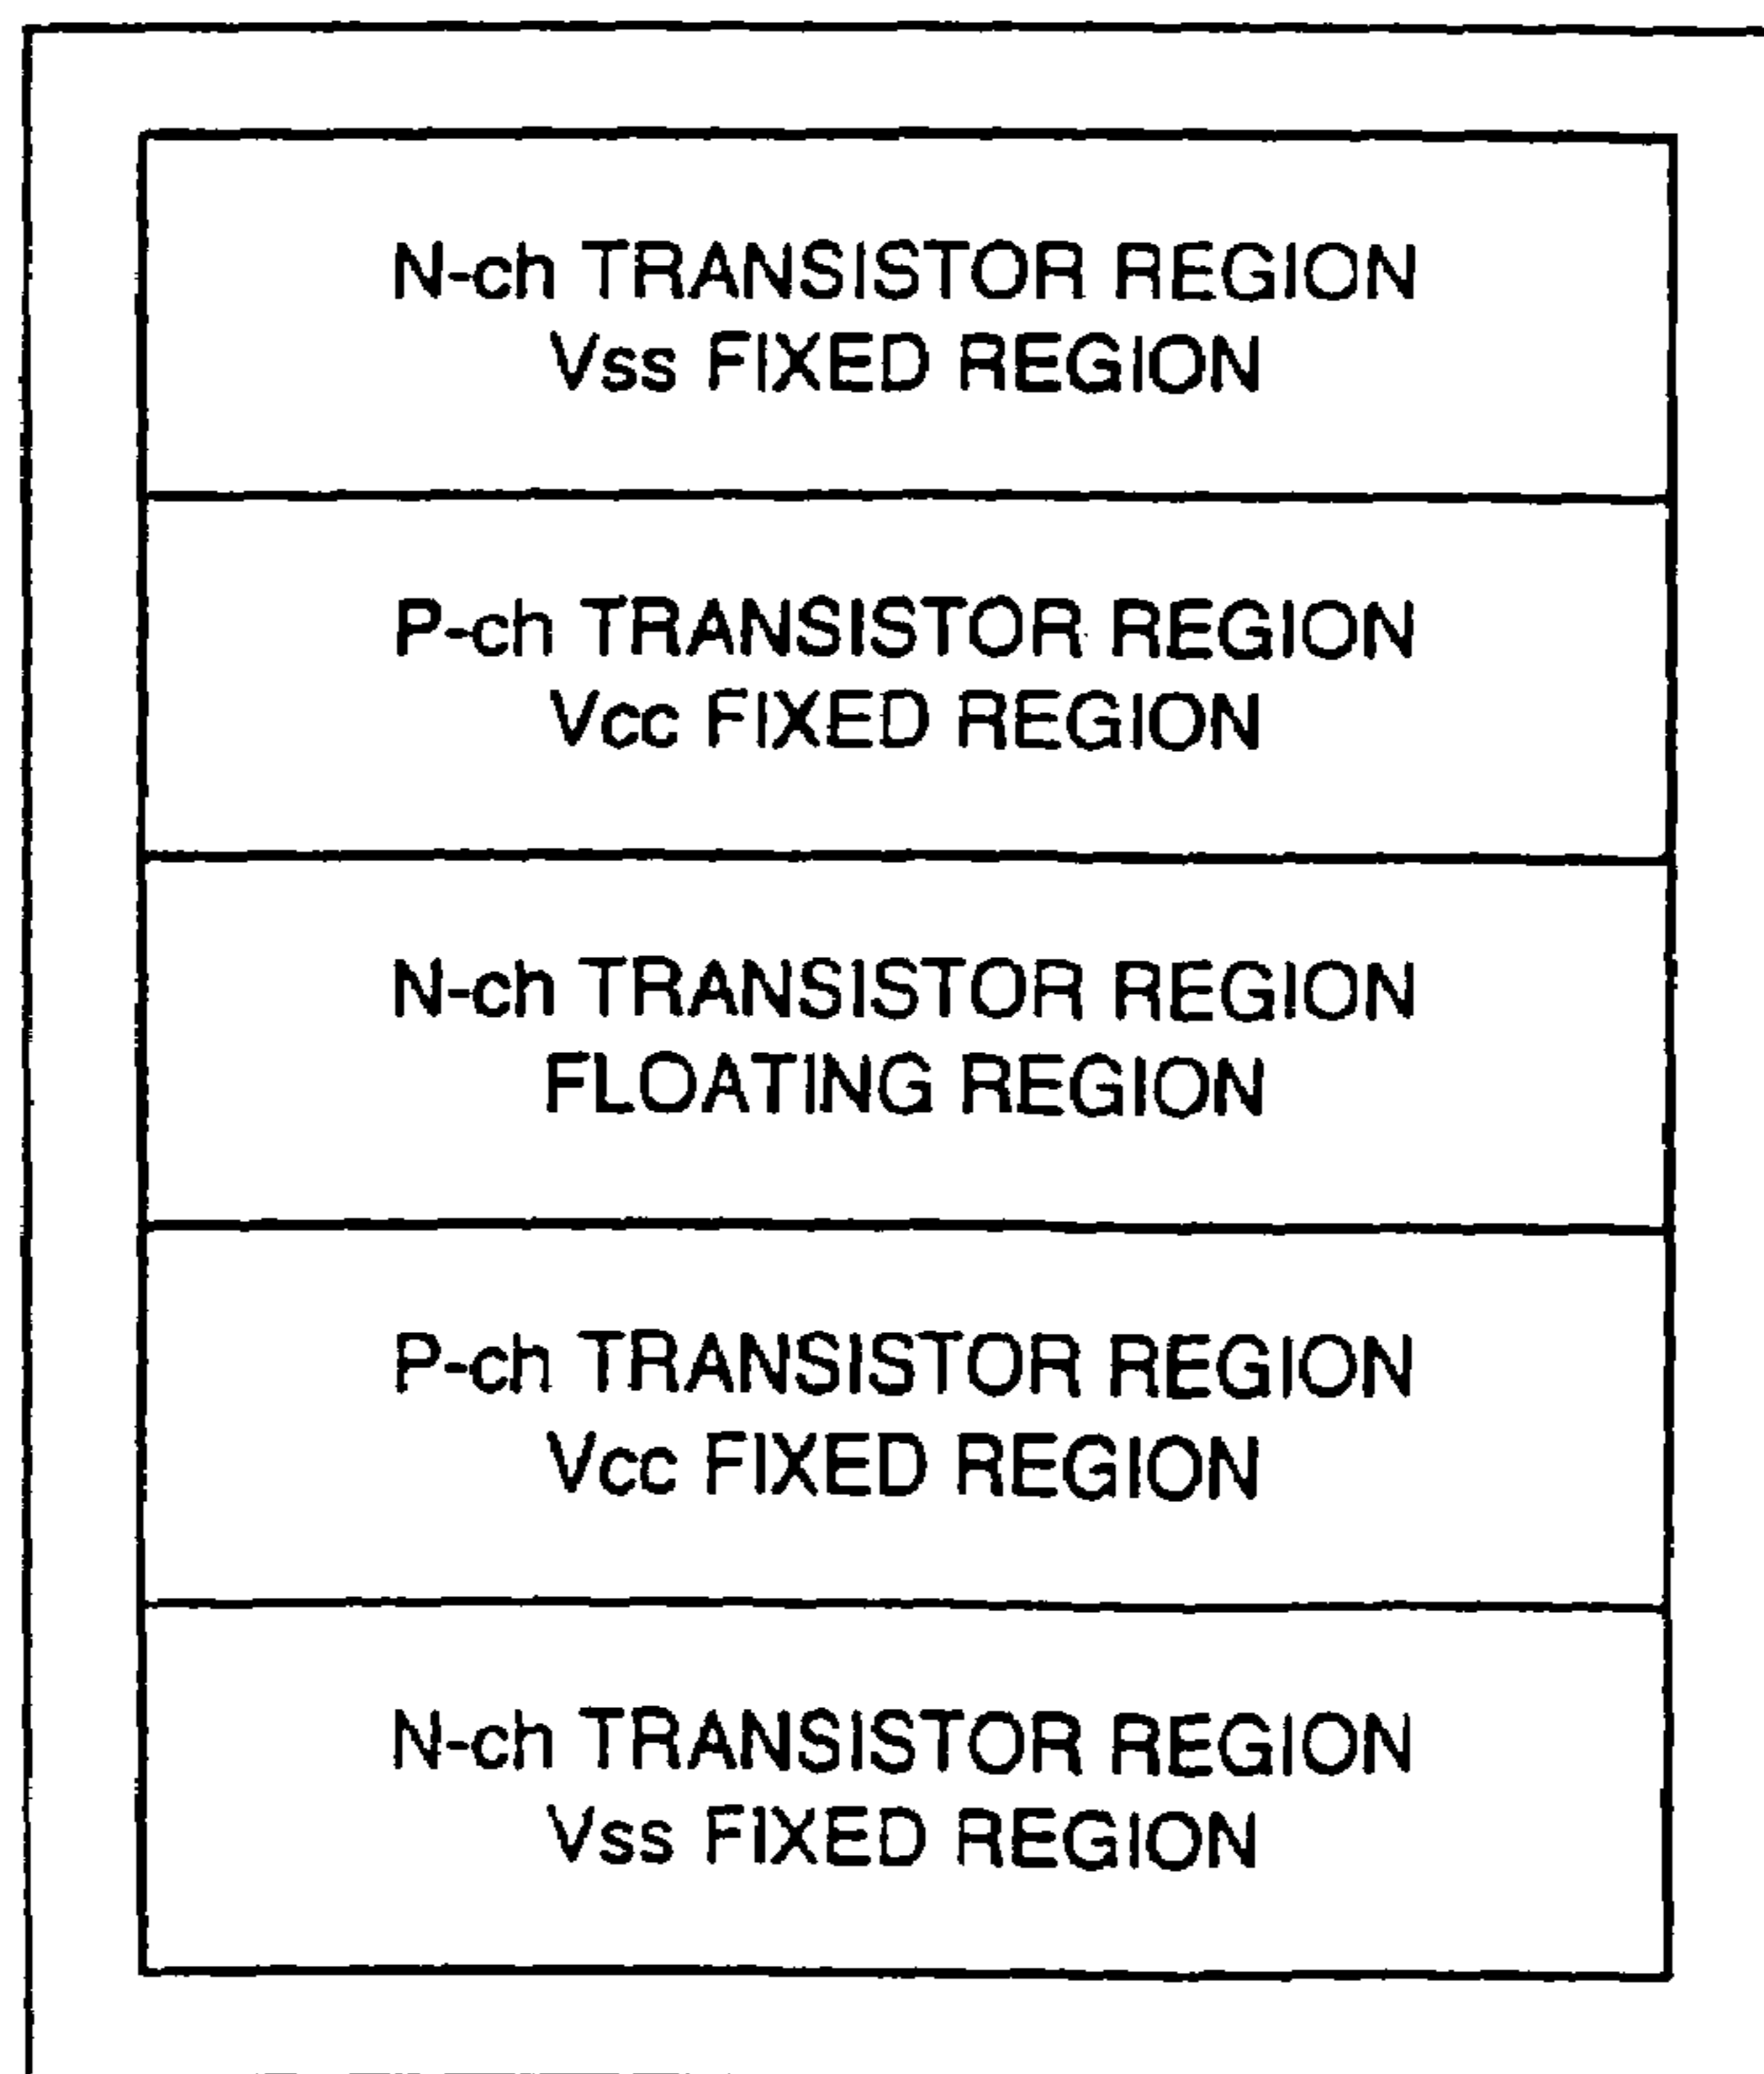 N-ch TRANSISTOR REGION
Vss FIXED REGION
P-ch TRANSISTOR REGION
Vcc FIXED REGION
N-ch TRANSISTOR REGION
FLOATING REGION
P-ch TRANSISTOR REGION
Vcc FIXED REGION
N-ch TRANSISTOR REGION
Vss FIXED REGION